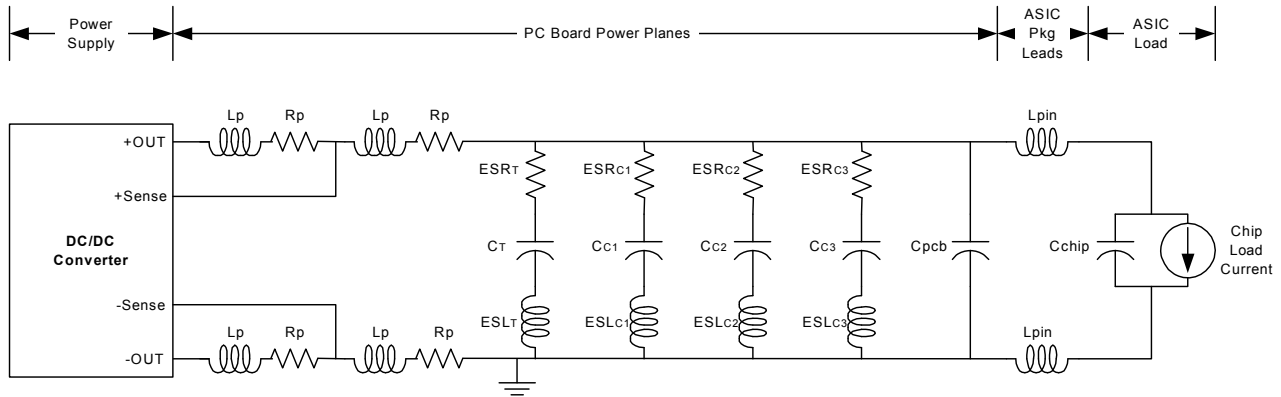 Power
Supply
PC Board Power Planes
ASIC
Pkg
Leads
ASIC
Load
Lp
Rp
Lp
Rp
Lpin
+OUT
+Sense
DC/DC
Converter
-Sense
-OUT
ESRT
ESRC1
ESRC2
ESRC3
CT
CC1
CC2
CC3
Cpcb
Cchip
Chip
Load
Current
ESLT
ESLC1
ESLC2
ESLC3
Lp
Rp
Lp
Rp
Lpin